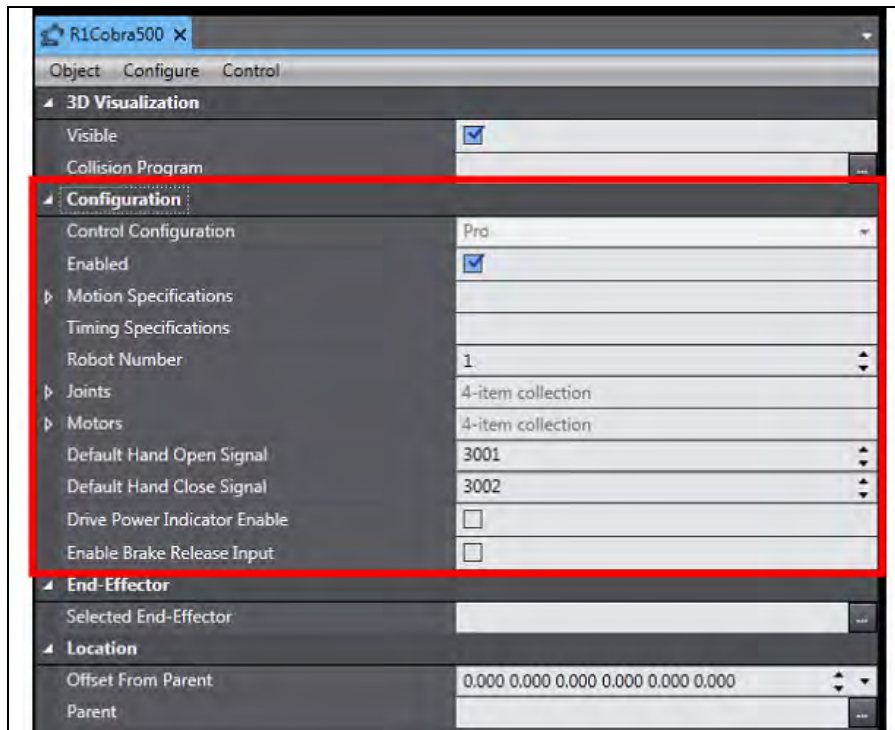 R1Cobra500
Object Configure Control
3D Visualization
Visible
Collision Program ...
Configuration
Control Configuration Pro
Enabled
Motion Specifications
Timing Specifications
Robot Number 1
Joints 4-item collection
Motors 4-item collection
Default Hand Open Signal 3001
Default Hand Close Signal 3002
Drive Power Indicator Enable
Enable Brake Release Input
End-Effector
Selected End-Effector ...
Location
Offset From Parent 0.000 0.000 0.000 0.000 0.000 0.000
Parent ...